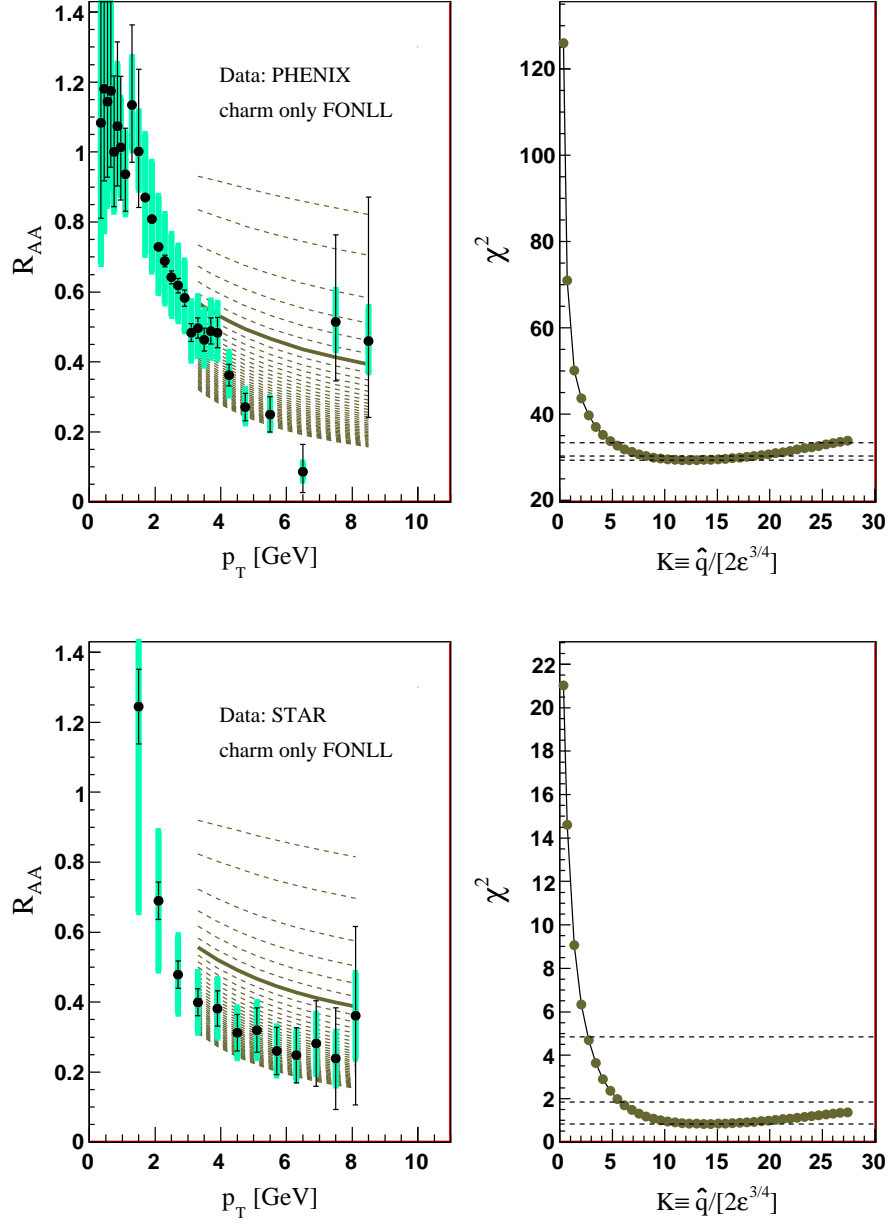 1.4
1.2
1
0.8
0.6
0.4
0.2
0
R_AA
Data: PHENIX
charm only FONLL
0 2 4 6 8 10
p_T [GeV]
120
100
80
60
40
20
χ²
0 5 10 15 20 25 30
K≡ q̂/[2ε^{3/4}]
1.4
1.2
1
0.8
0.6
0.4
0.2
0
R_AA
Data: STAR
charm only FONLL
0 2 4 6 8 10
p_T [GeV]
22
20
18
16
14
12
10
8
6
4
2
0
χ²
0 5 10 15 20 25 30
K≡ q̂/[2ε^{3/4}]